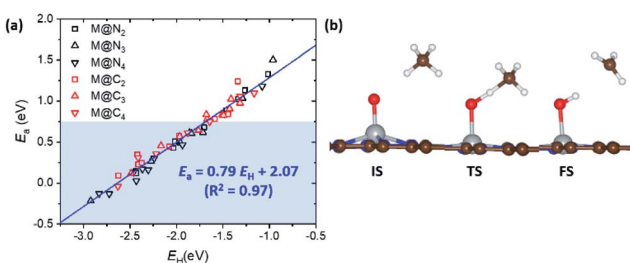 (a)
(b)
2.0
1.5
1.0
0.5
0.0
-0.5
Eₐ (eV)
M@N₂
M@N₃
M@N₄
M@C₂
M@C₃
M@C₄
Eₐ = 0.79 E_H + 2.07
(R² = 0.97)
-3.0 -2.5 -2.0 -1.5 -1.0 -0.5
E_H(eV)
IS TS FS